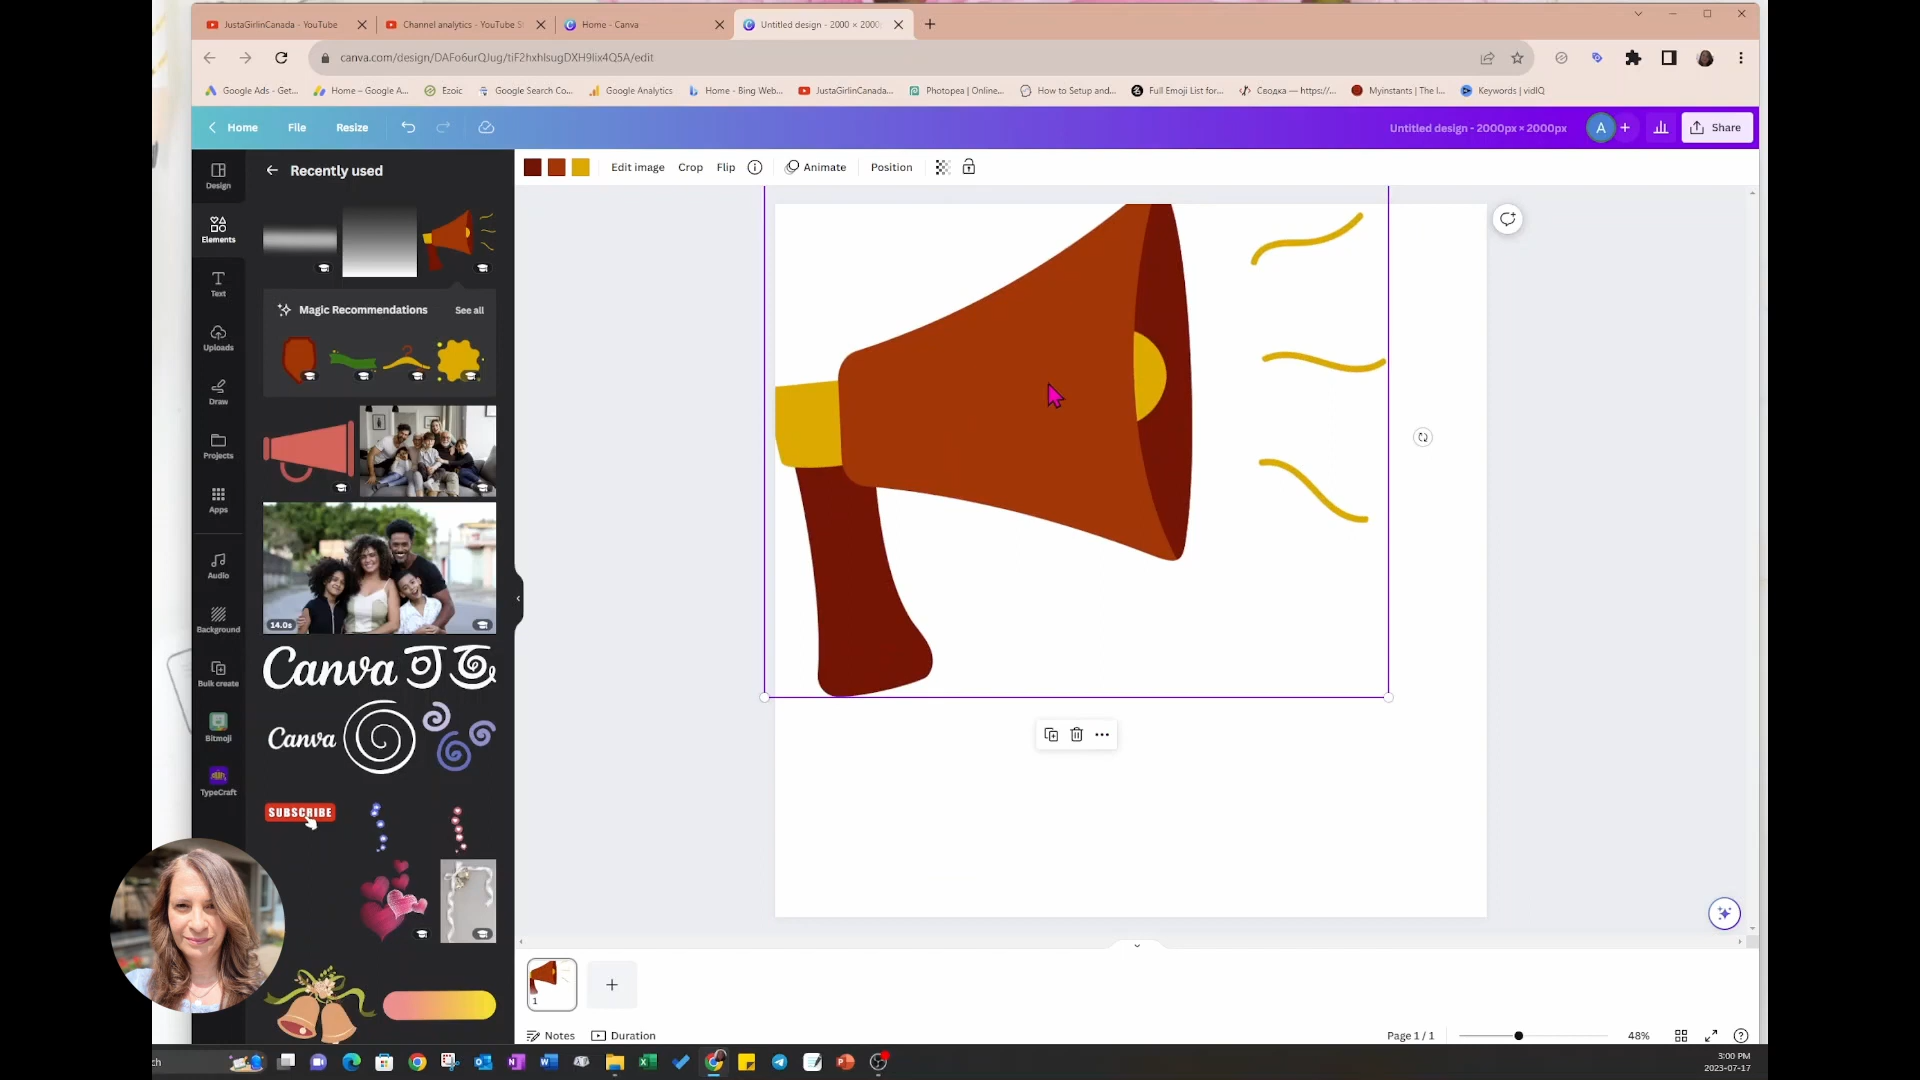 JustaGirlinCanada - YouTube
Channel analytics - YouTube S
Home - Canva
Untitled design - 2000 × 2000
canva.com/design/DAFo6urQJug/tiF2hxhlsugDXH9lix4Q5A/edit
Google Ads - Get...
Home – Google A...
Ezoic
Google Search Co...
Google Analytics
Home - Bing Web...
JustaGirlinCanada...
Photopea | Online...
How to Setup and...
Full Emoji List for...
Сводка — https://...
Myinstants | The l...
Keywords | vidIQ
Home
File
Resize
Untitled design - 2000px × 2000px
A
Share
Design
Elements
Text
Uploads
Draw
Projects
Apps
Audio
Background
Bulk create
Bitmoji
TypeCraft
Recently used
Magic Recommendations
See all
14.0s
Canva
Canva
SUBSCRIBE
Edit image
Crop
Flip
Animate
Position
1
Notes
Duration
Page 1 / 1
48%
ch
3:00 PM
2023-07-17